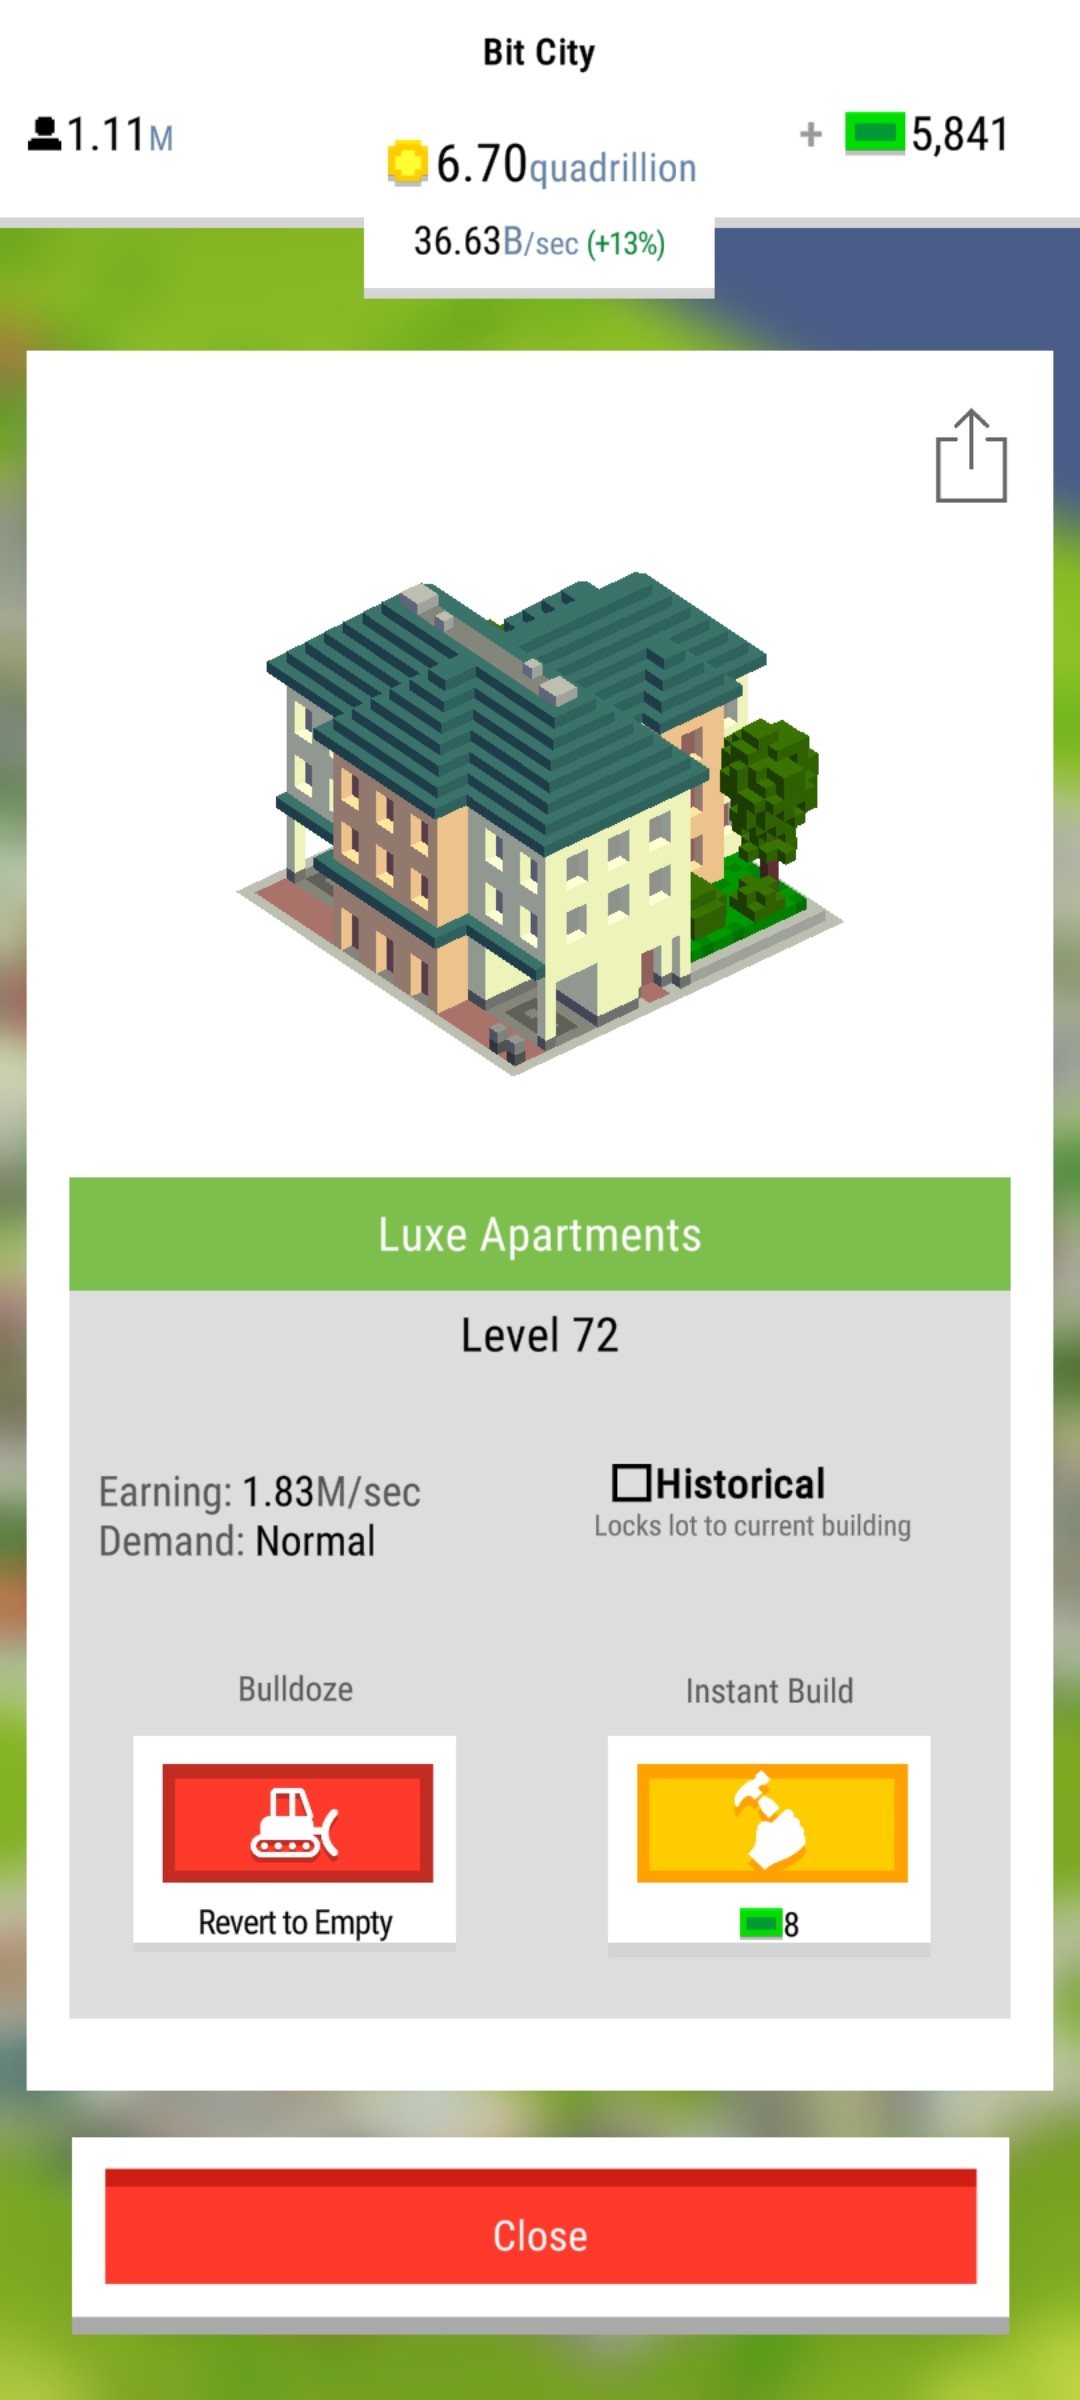 Bit City
1.11M
6.70quadrillion
+ 5,841
36.63B/sec (+13%)
Luxe Apartments
Level 72
Earning: 1.83M/sec
Demand: Normal
Historical
Locks lot to current building
Bulldoze
Instant Build
Revert to Empty
8
Close